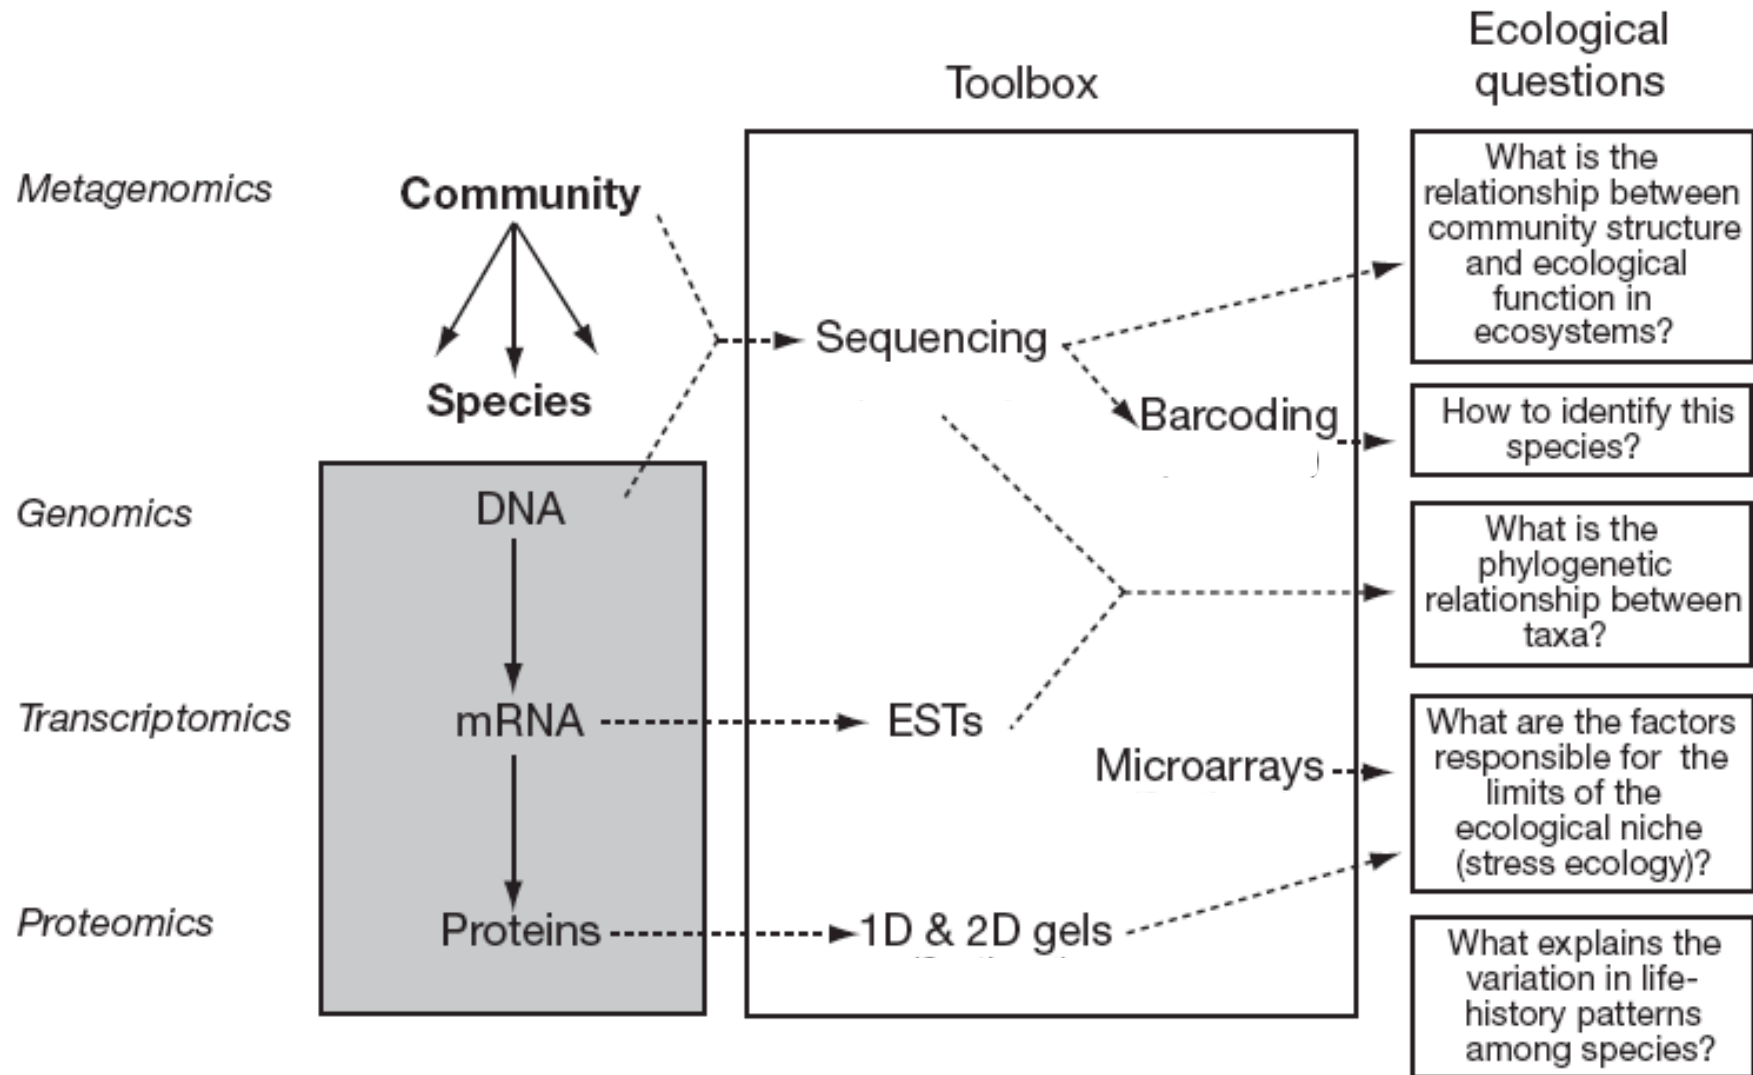 Ecological
questions
Toolbox
Metagenomics
Community
Species
Genomics
DNA
Transcriptomics
mRNA
Proteomics
Proteins
Sequencing
Barcoding
ESTs
Microarrays
1D & 2D gels
What is the
relationship between
community structure
and ecological
function in
ecosystems?
How to identify this
species?
What is the
phylogenetic
relationship between
taxa?
What are the factors
responsible for the
limits of the
ecological niche
(stress ecology)?
What explains the
variation in life-
history patterns
among species?